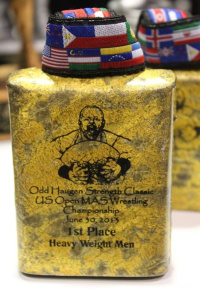 Odd Haugen Strength Classic
US Open MAS Wrestling
Championship
June 30, 2013
1st Place
Heavy Weight Men